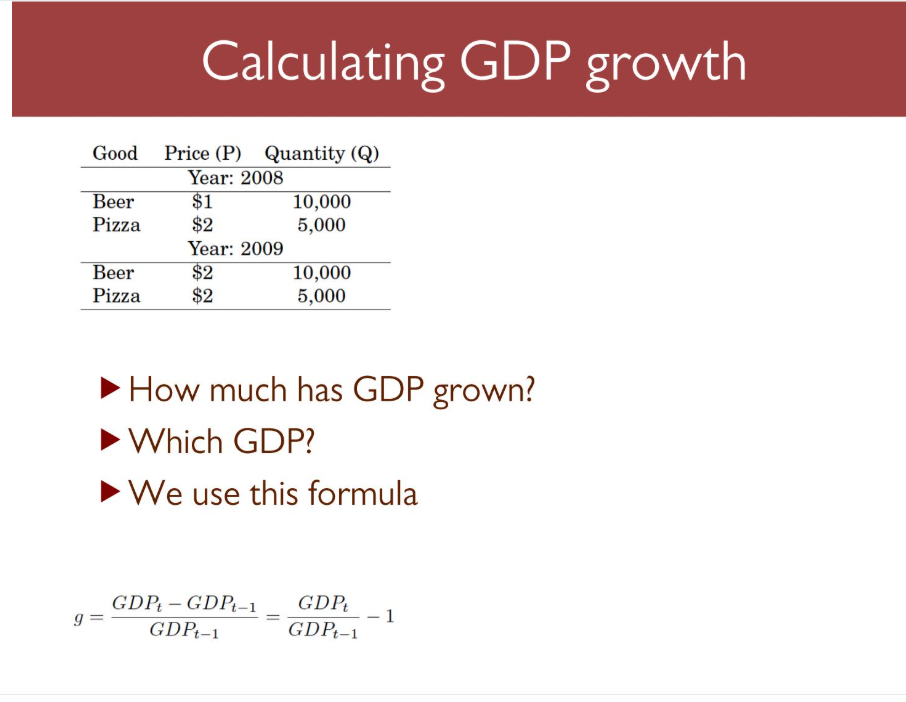 Calculating GDP growth
Good Price (P) Quantity (Q)
Year: 2008
Beer $1 10,000
Pizza $2 5,000
Year: 2009
Beer $2 10,000
Pizza $2 5,000
▶ How much has GDP grown?
▶ Which GDP?
▶ We use this formula
g = \frac{GDP_t - GDP_{t-1}}{GDP_{t-1}} = \frac{GDP_t}{GDP_{t-1}} - 1